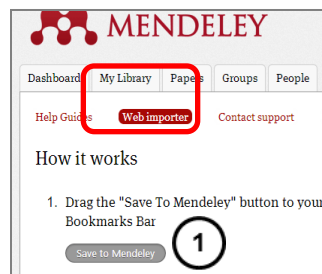 MENDELEY
Dashboard My Library Papers Groups People
Help Guides Web importer Contact support
How it works
1. Drag the "Save To Mendeley" button to your
Bookmarks Bar
Save to Mendeley
1